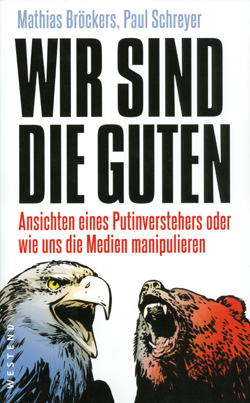 Mathias Bröckers, Paul Schreyer
WIR SIND
DIE GUTEN
Ansichten eines Putinverstehers oder
wie uns die Medien manipulieren
WESTEND